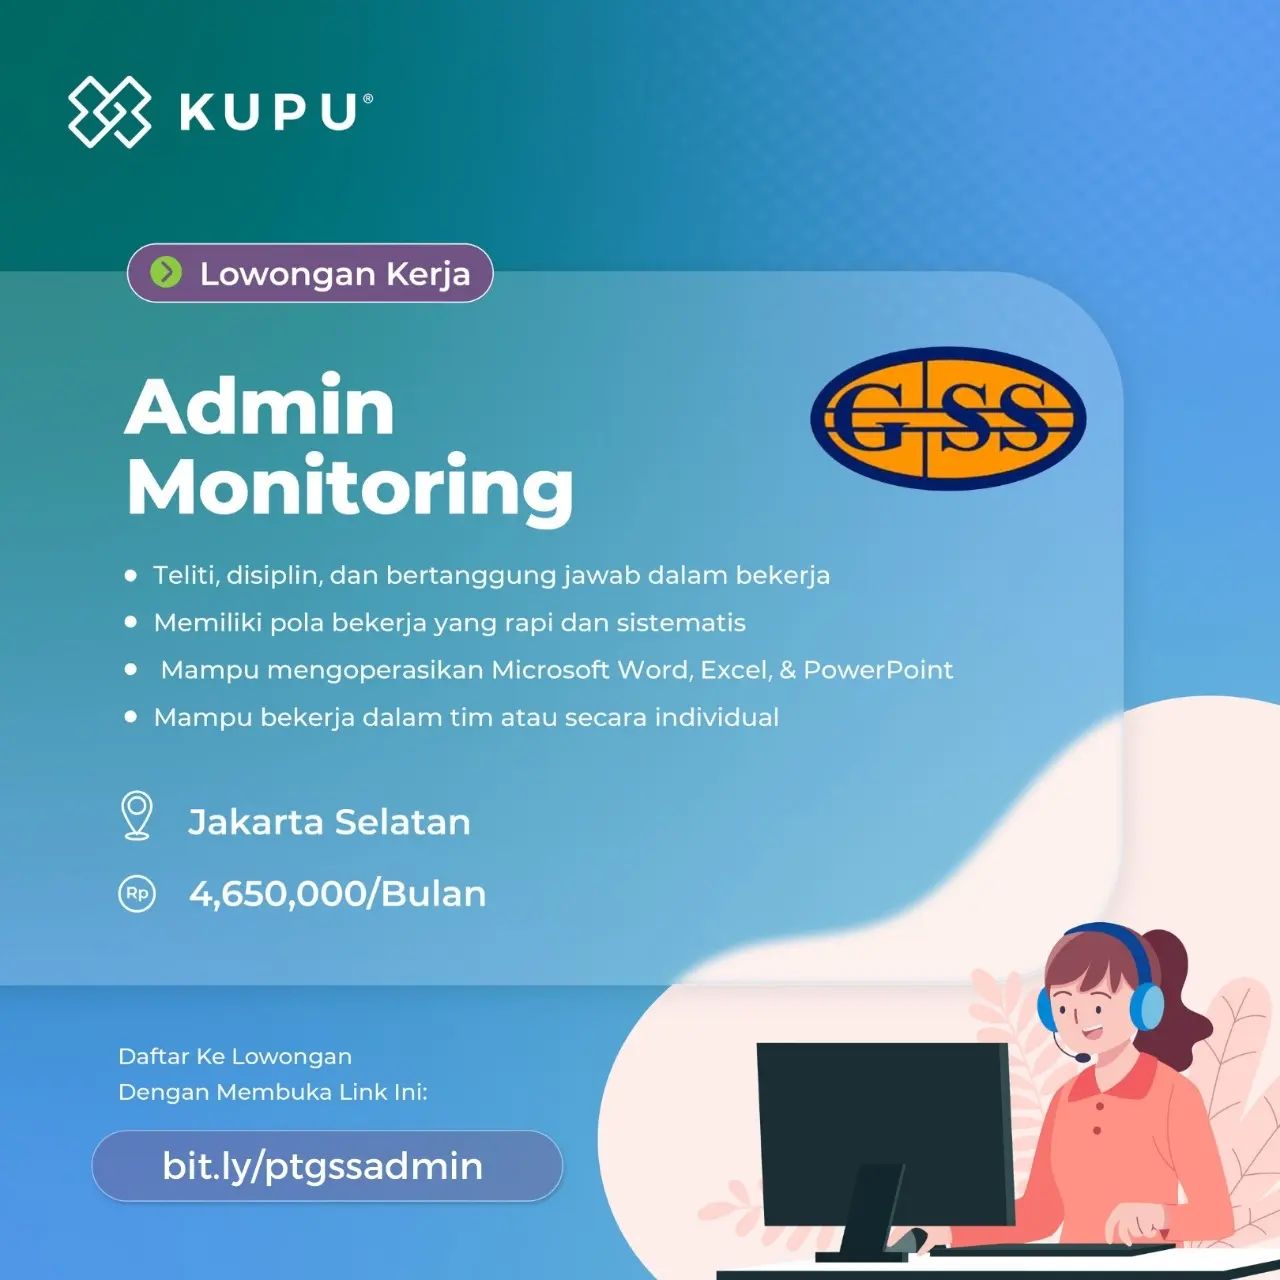 KUPU®
Lowongan Kerja
Admin
Monitoring
GSS
• Teliti, disiplin, dan bertanggung jawab dalam bekerja
• Memiliki pola bekerja yang rapi dan sistematis
• Mampu mengoperasikan Microsoft Word, Excel, & PowerPoint
• Mampu bekerja dalam tim atau secara individual
Jakarta Selatan
Rp 4,650,000/Bulan
Daftar Ke Lowongan
Dengan Membuka Link Ini:
bit.ly/ptgssadmin